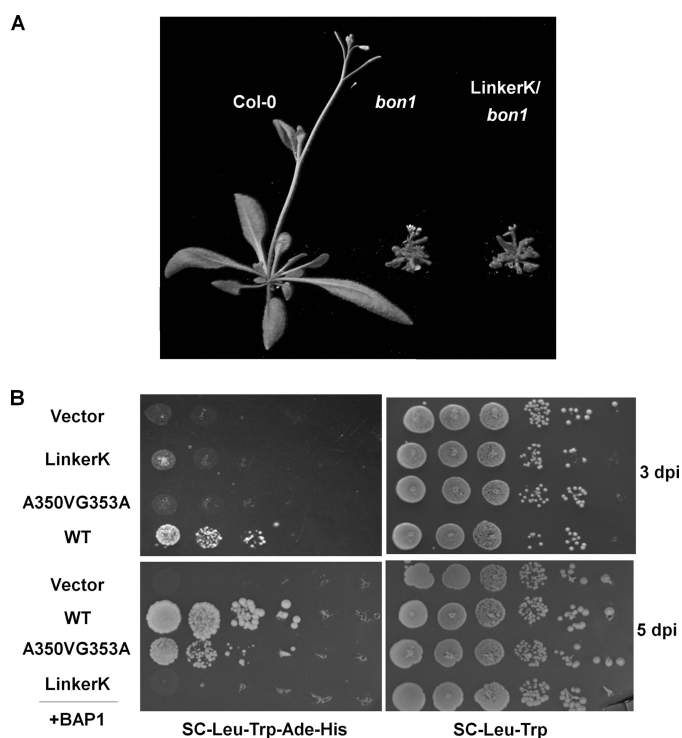 A
Col-0
bon1
LinkerK/
bon1
B
Vector
LinkerK
A350VG353A
WT
3 dpi
Vector
WT
A350VG353A
LinkerK
+BAP1
5 dpi
SC-Leu-Trp-Ade-His
SC-Leu-Trp